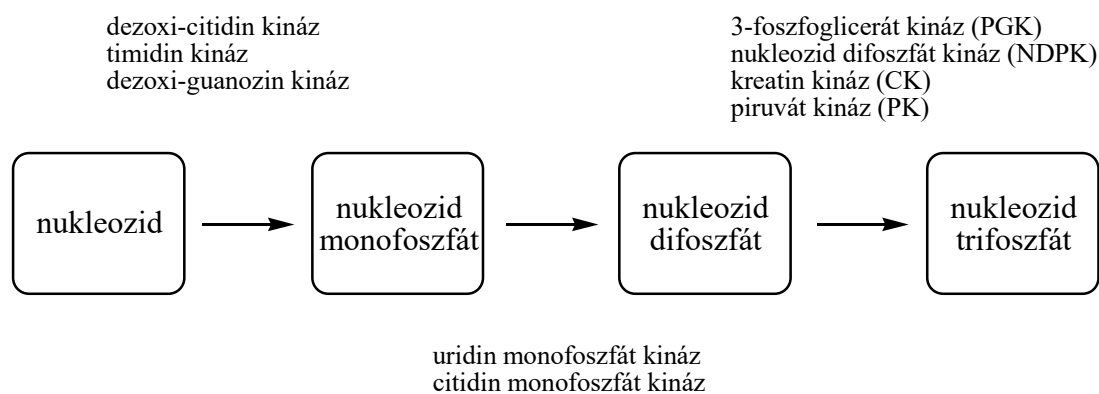 dezoxi-citidin kináz
timidin kináz
dezoxi-guanozin kináz
3-foszfoglicerát kináz (PGK)
nukleozid difoszfát kináz (NDPK)
kreatin kináz (CK)
piruvát kináz (PK)
nukleozid
nukleozid
monofoszfát
nukleozid
difoszfát
nukleozid
trifoszfát
uridin monofoszfát kináz
citidin monofoszfát kináz